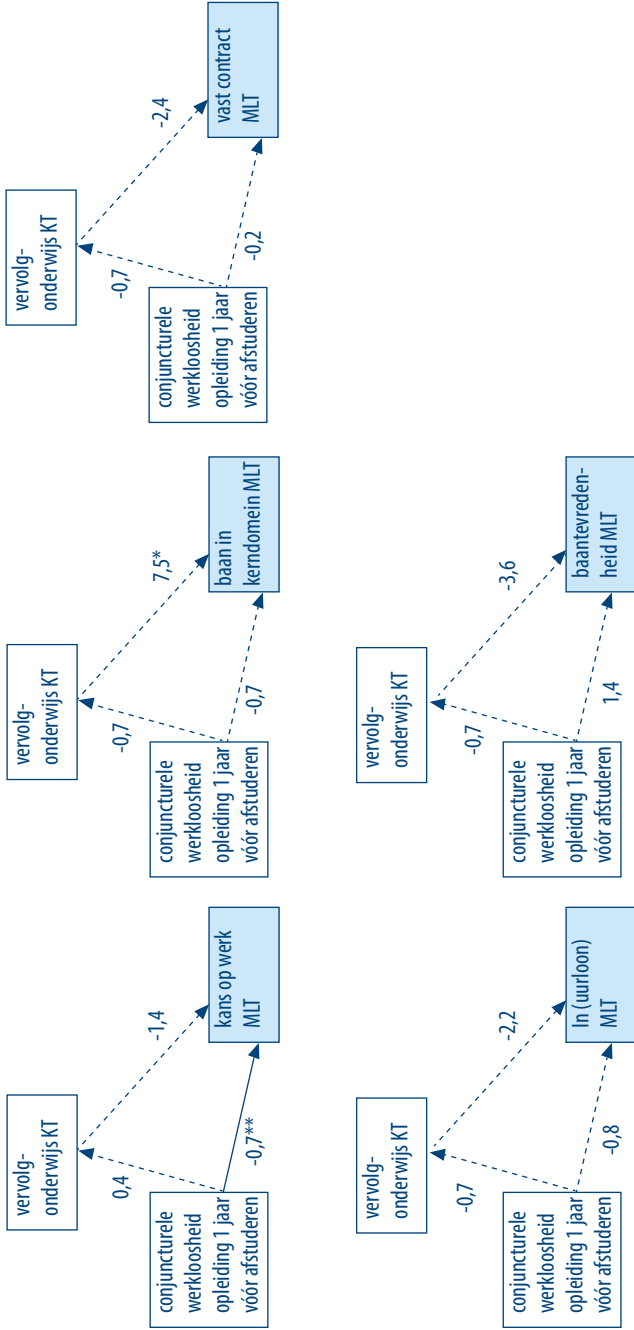 vervolg-
onderwijs KT
0,4
-1,4
conjuncturele
werkloosheid
opleiding 1 jaar
vóór afstuderen
-0,7**
kans op werk
MLT
vervolg-
onderwijs KT
-0,7
7,5*
conjuncturele
werkloosheid
opleiding 1 jaar
vóór afstuderen
-0,7
baan in
kerndomein MLT
vervolg-
onderwijs KT
-0,7
-2,4
conjuncturele
werkloosheid
opleiding 1 jaar
vóór afstuderen
-0,2
vast contract
MLT
vervolg-
onderwijs KT
-0,7
-2,2
conjuncturele
werkloosheid
opleiding 1 jaar
vóór afstuderen
-0,8
ln (uurloon)
MLT
vervolg-
onderwijs KT
-0,7
-3,6
conjuncturele
werkloosheid
opleiding 1 jaar
vóór afstuderen
1,4
baantevreden-
heid MLT